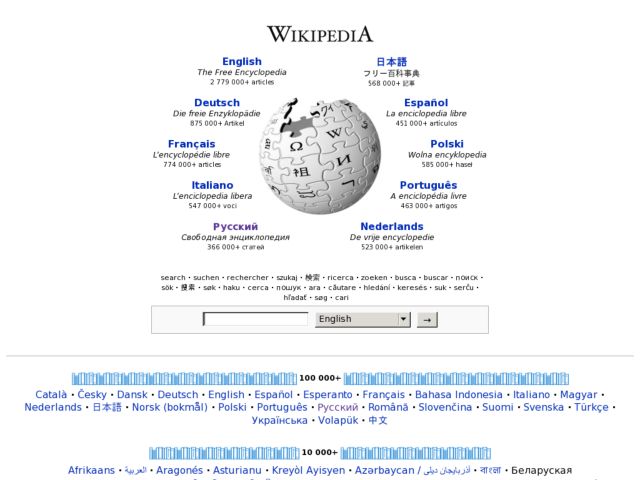 WIKIPEDIA
English
The Free Encyclopedia
2 779 000+ articles
日本語
フリー百科事典
568 000+ 記事
Deutsch
Die freie Enzyklopädie
875 000+ Artikel
Español
La enciclopedia libre
451 000+ artículos
Français
L'encyclopédie libre
774 000+ articles
Polski
Wolna encyklopedia
585 000+ haseł
Italiano
L'enciclopedia libera
547 000+ voci
Português
A enciclopédia livre
463 000+ artigos
Русский
Свободная энциклопедия
366 000+ статей
Nederlands
De vrije encyclopedie
523 000+ artikelen
Ω W И 祖
search · suchen · rechercher · szukaj · 検索 · ricerca · zoeken · busca · buscar · поиск ·
sök · 搜索 · søk · haku · cerca · пошук · ara · căutare · hledání · keresés · suk · serĉu ·
hľadať · søg · cari
English →
100 000+
Català · Česky · Dansk · Deutsch · English · Español · Esperanto · Français · Bahasa Indonesia · Italiano · Magyar ·
Nederlands · 日本語 · Norsk (bokmål) · Polski · Português · Русский · Română · Slovenčina · Suomi · Svenska · Türkçe ·
Українська · Volapük · 中文
10 000+
Afrikaans · العربية · Aragonés · Asturianu · Kreyòl Ayisyen · Azərbaycan / آذربايجان ديلی · বাংলা · Беларуская